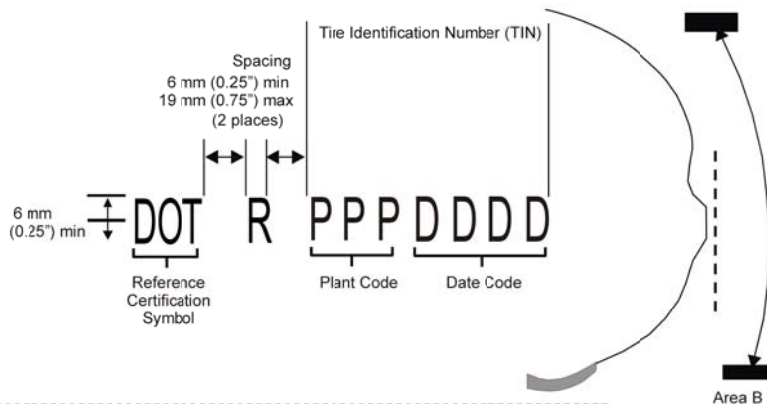 Tire Identification Number (TIN)
Spacing
6 mm (0.25”) min
19 mm (0.75”) max
(2 places)
6 mm
(0.25”) min
DOT R PPP DDDD
Reference
Certification
Symbol
Plant Code
Date Code
Area B